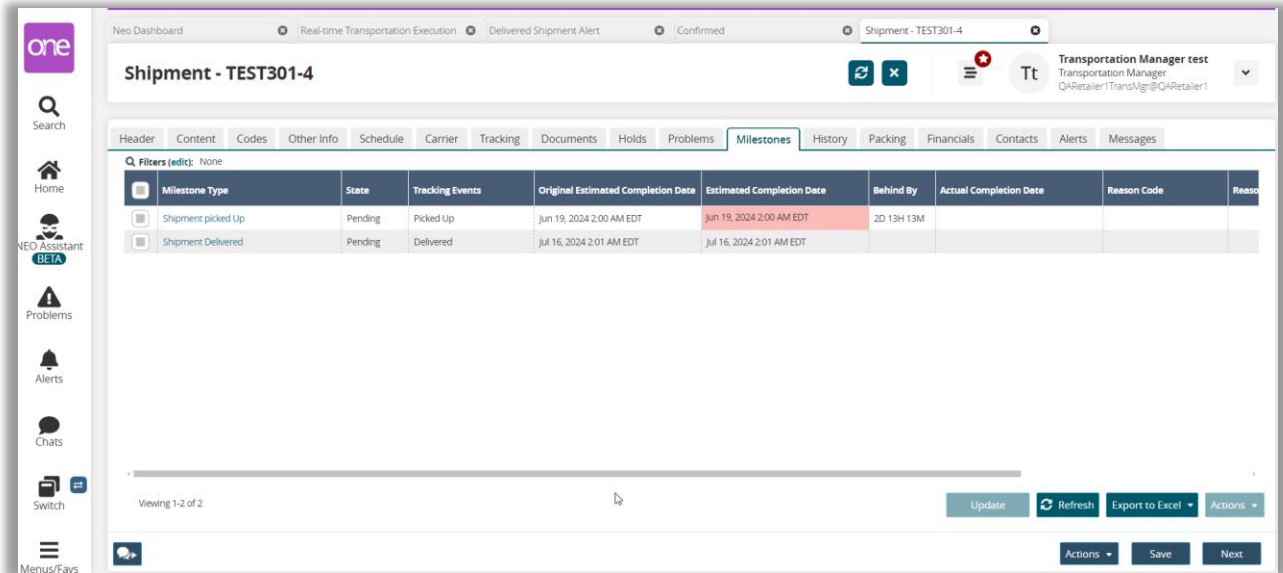 one
Search
Home
NEO Assistant
BETA
Problems
Alerts
Chats
Switch
Menus/Favs
Neo Dashboard Real-time Transportation Execution Delivered Shipment Alert Confirmed Shipment - TEST301-4
Shipment - TEST301-4
Tt
Transportation Manager test
Transportation Manager
QARetailer1TransMgr@QARetailer1
Header Content Codes Other Info Schedule Carrier Tracking Documents Holds Problems Milestones History Packing Financials Contacts Alerts Messages
Filters (edit): None
Milestone Type State Tracking Events Original Estimated Completion Date Estimated Completion Date Behind By Actual Completion Date Reason Code Reaso
Shipment picked Up Pending Picked Up Jun 19, 2024 2:00 AM EDT Jun 19, 2024 2:00 AM EDT 2D 13H 13M
Shipment Delivered Pending Delivered Jul 16, 2024 2:01 AM EDT Jul 16, 2024 2:01 AM EDT
Viewing 1-2 of 2
Update Refresh Export to Excel Actions
Actions Save Next